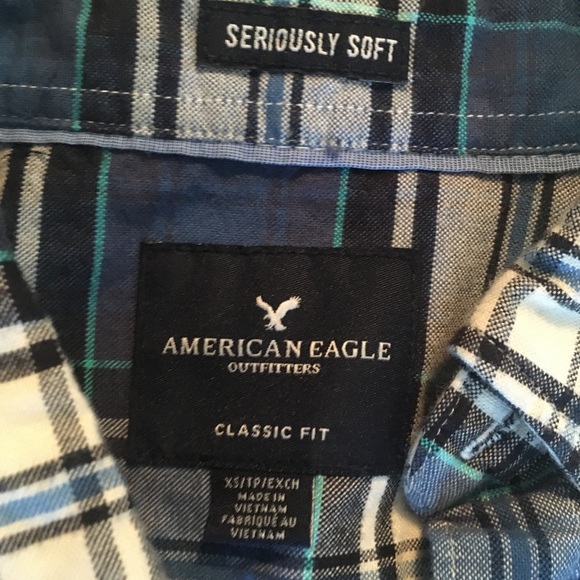 SERIOUSLY SOFT
AMERICAN EAGLE
OUTFITTERS
CLASSIC FIT
XS/TP/EXCH
MADE IN
VIETNAM
FABRIQUÉ AU
VIETNAM